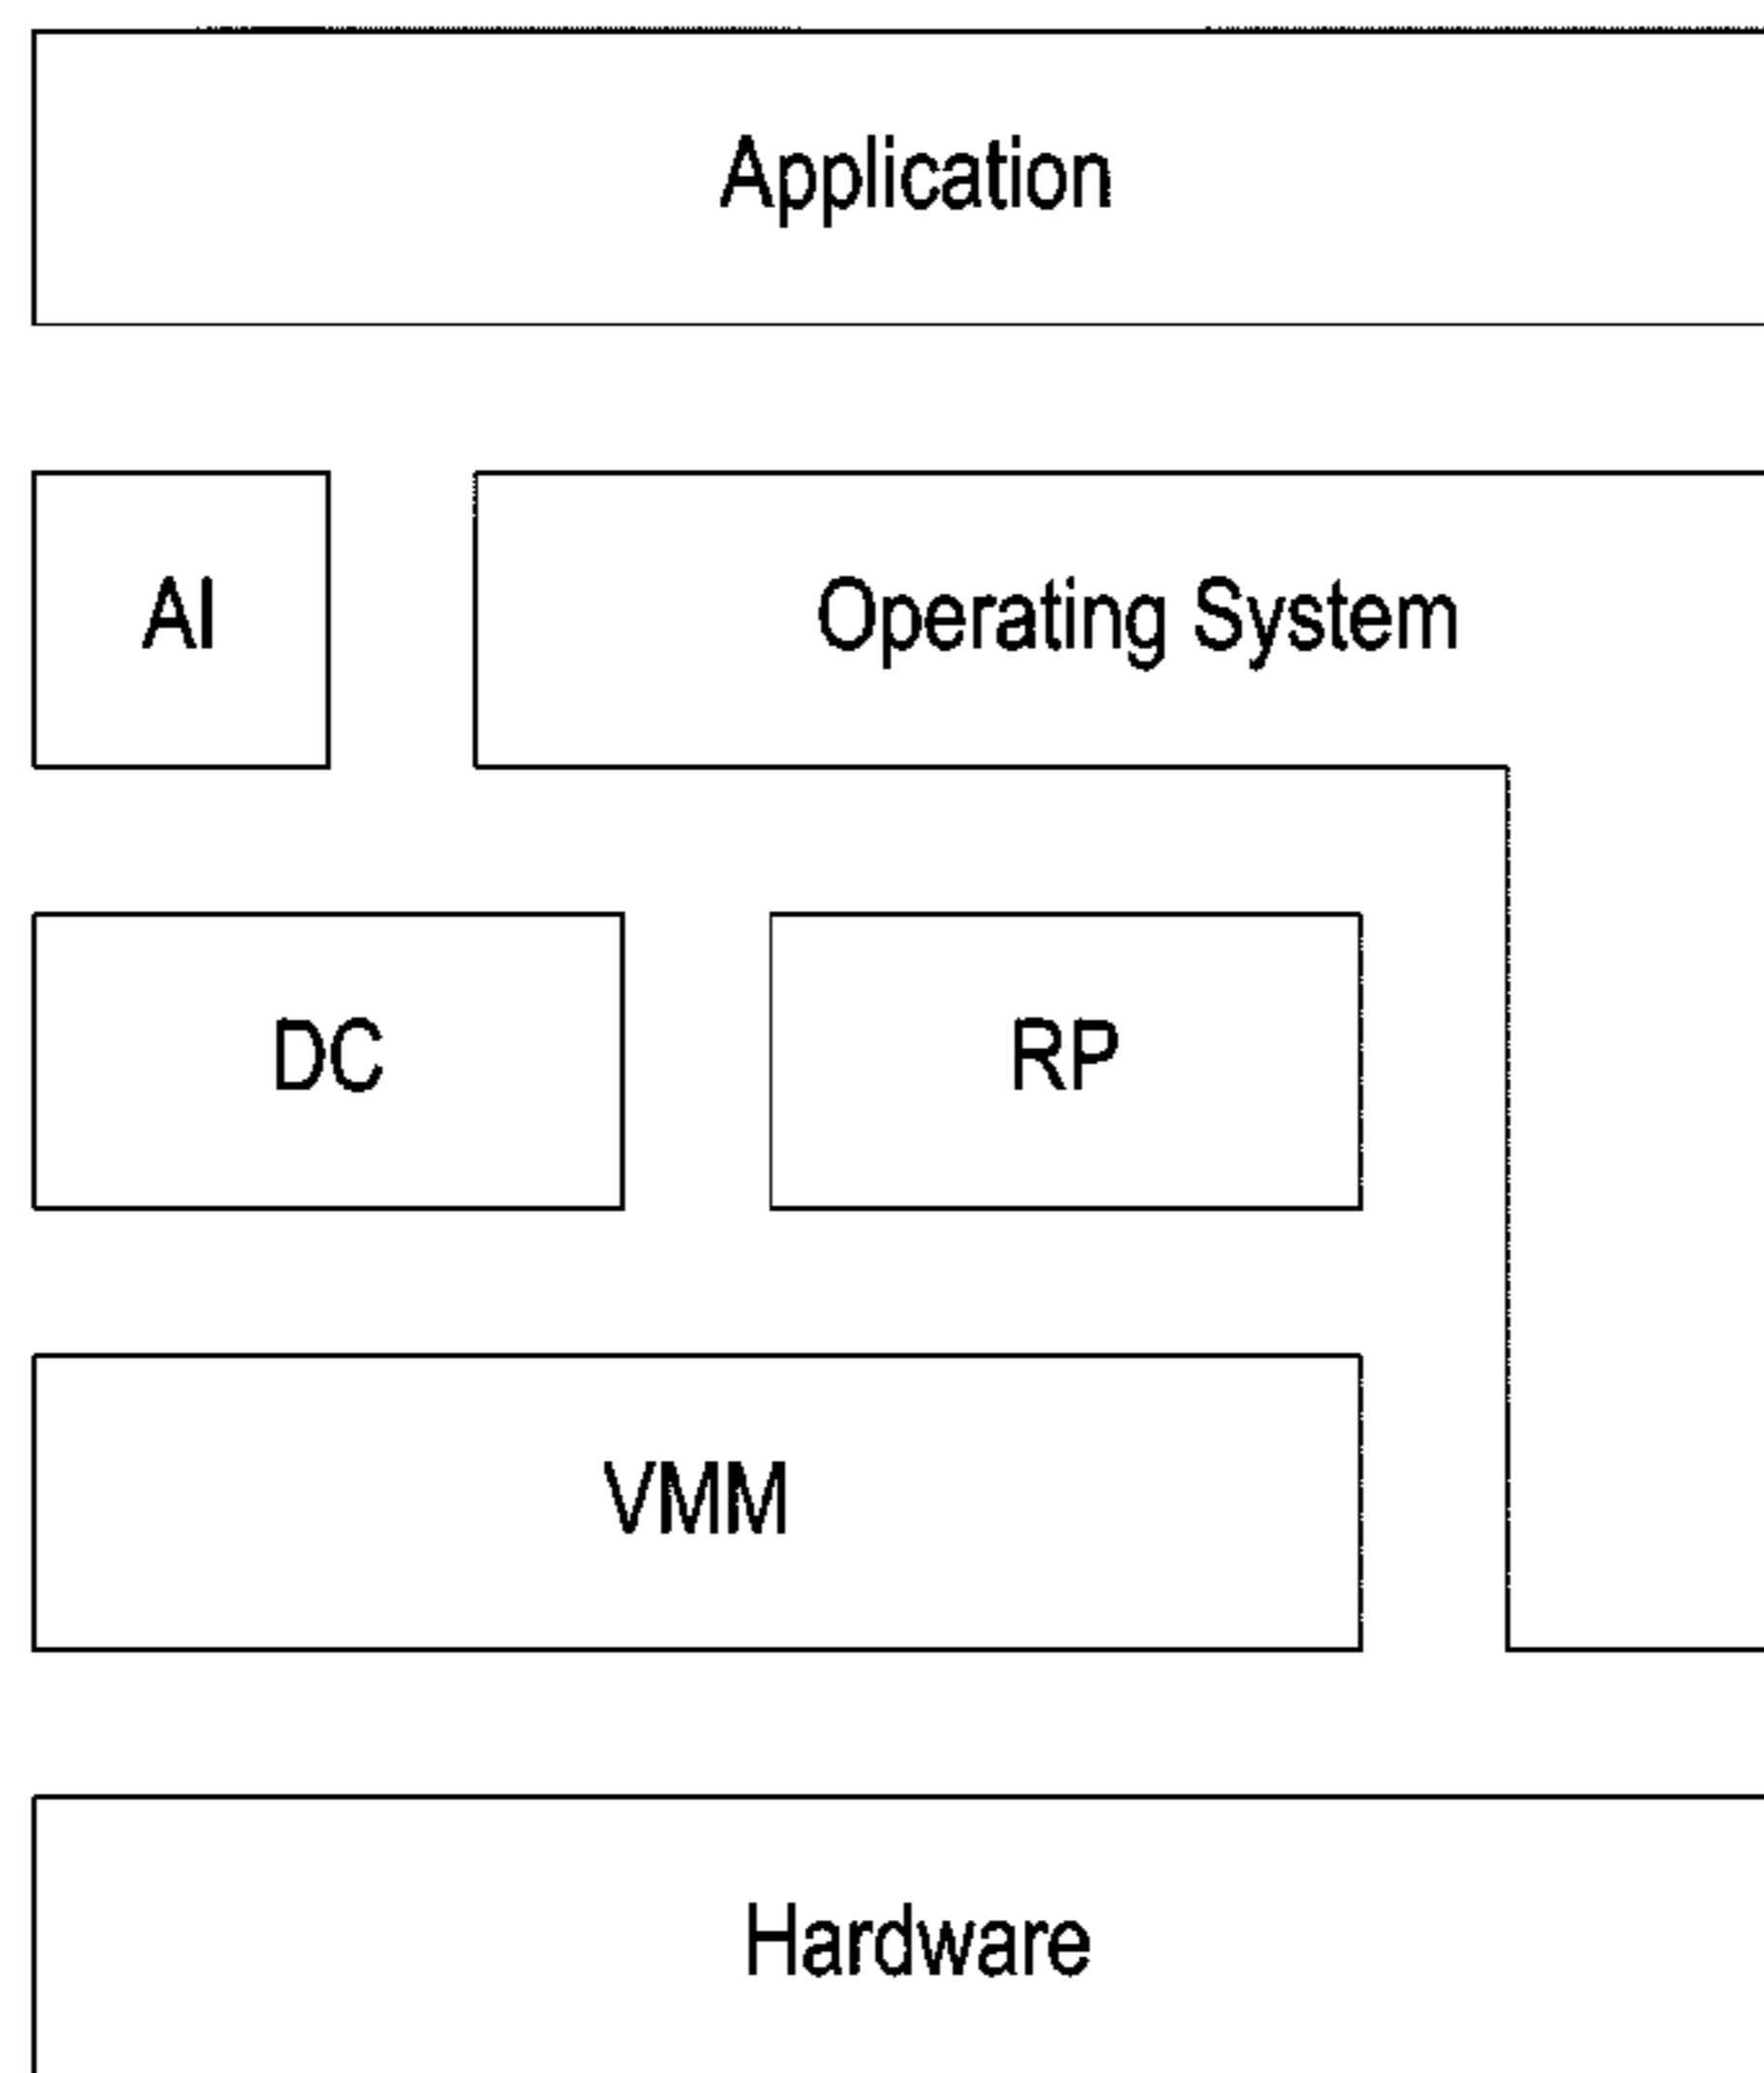 Application
AI
Operating System
DC
RP
VMM
Hardware